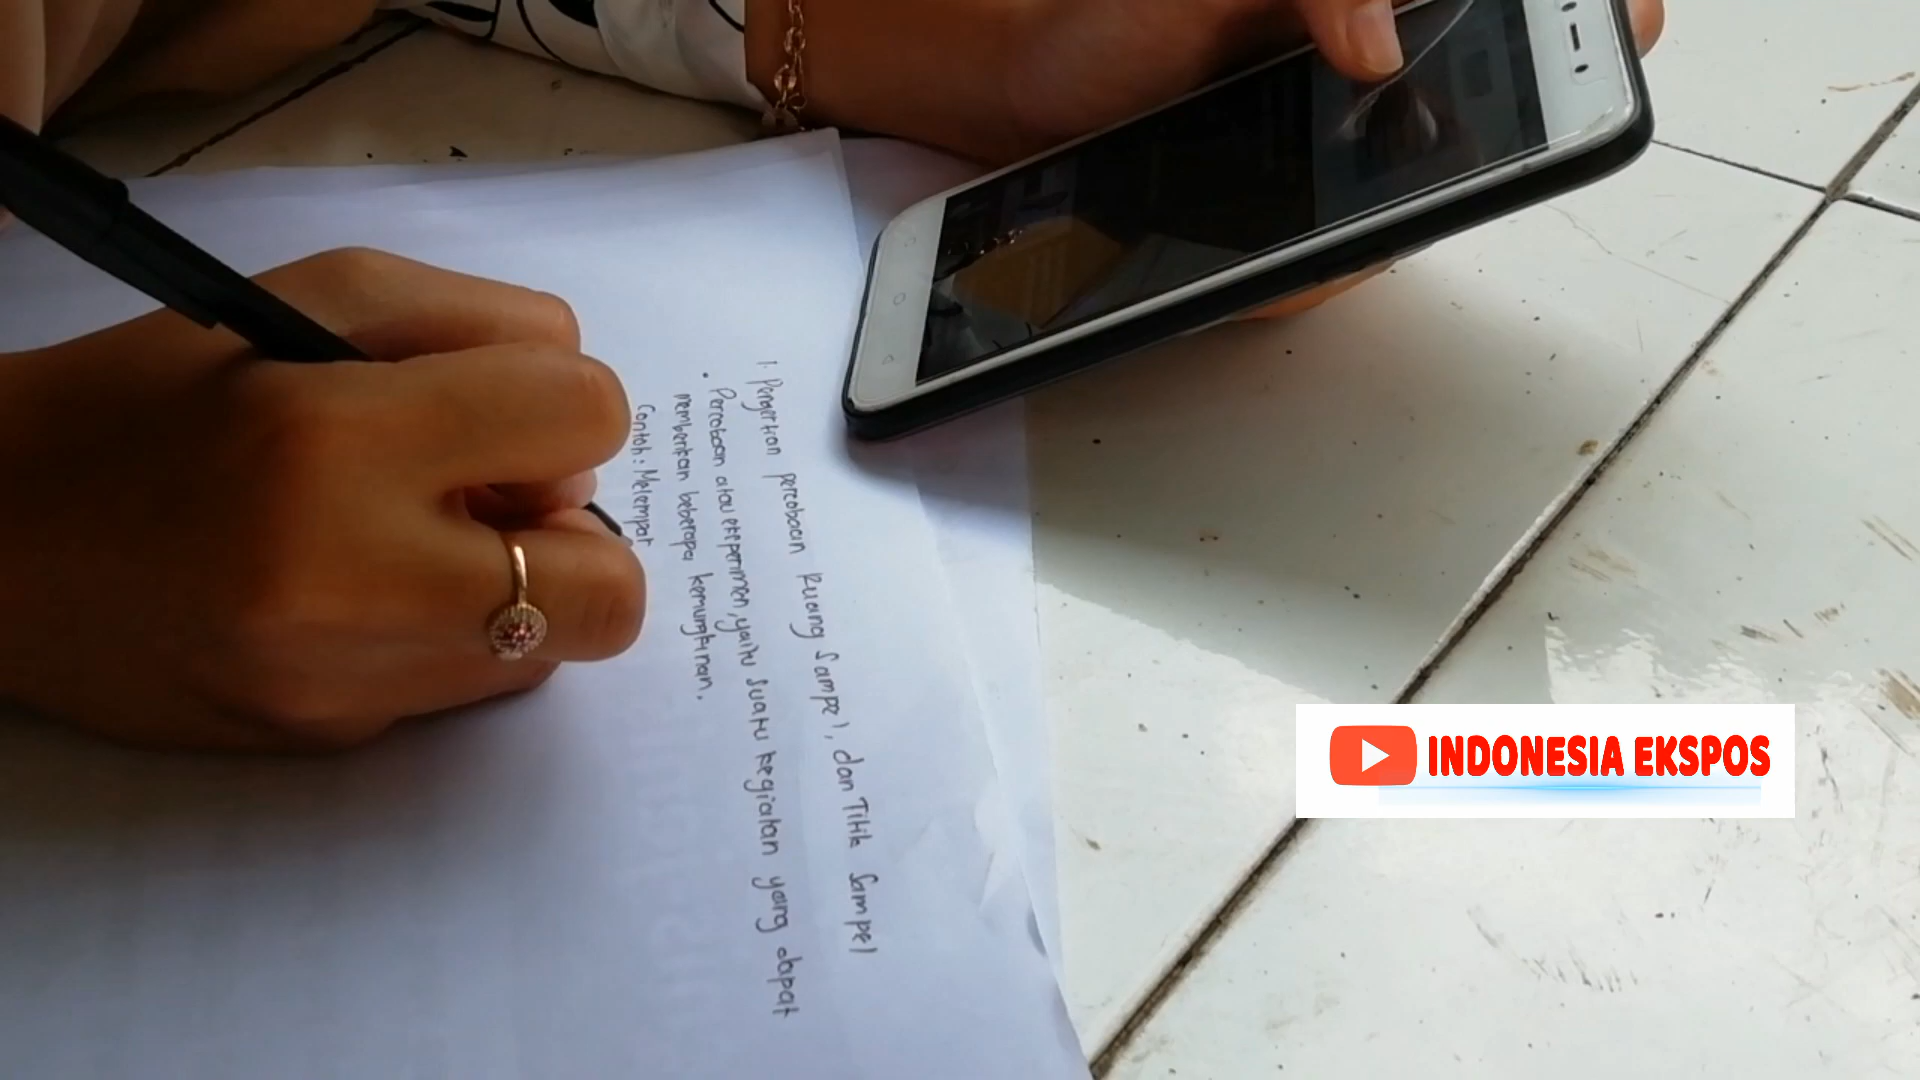 1. Pengertian percobaan Ruang Sampel, dan Titik Sampel
• Percobaan atau ekperimen, yaitu suatu kegiatan yang dapat
memberikan beberapa kemungkinan.
Contoh: Melempar
INDONESIA EKSPOS